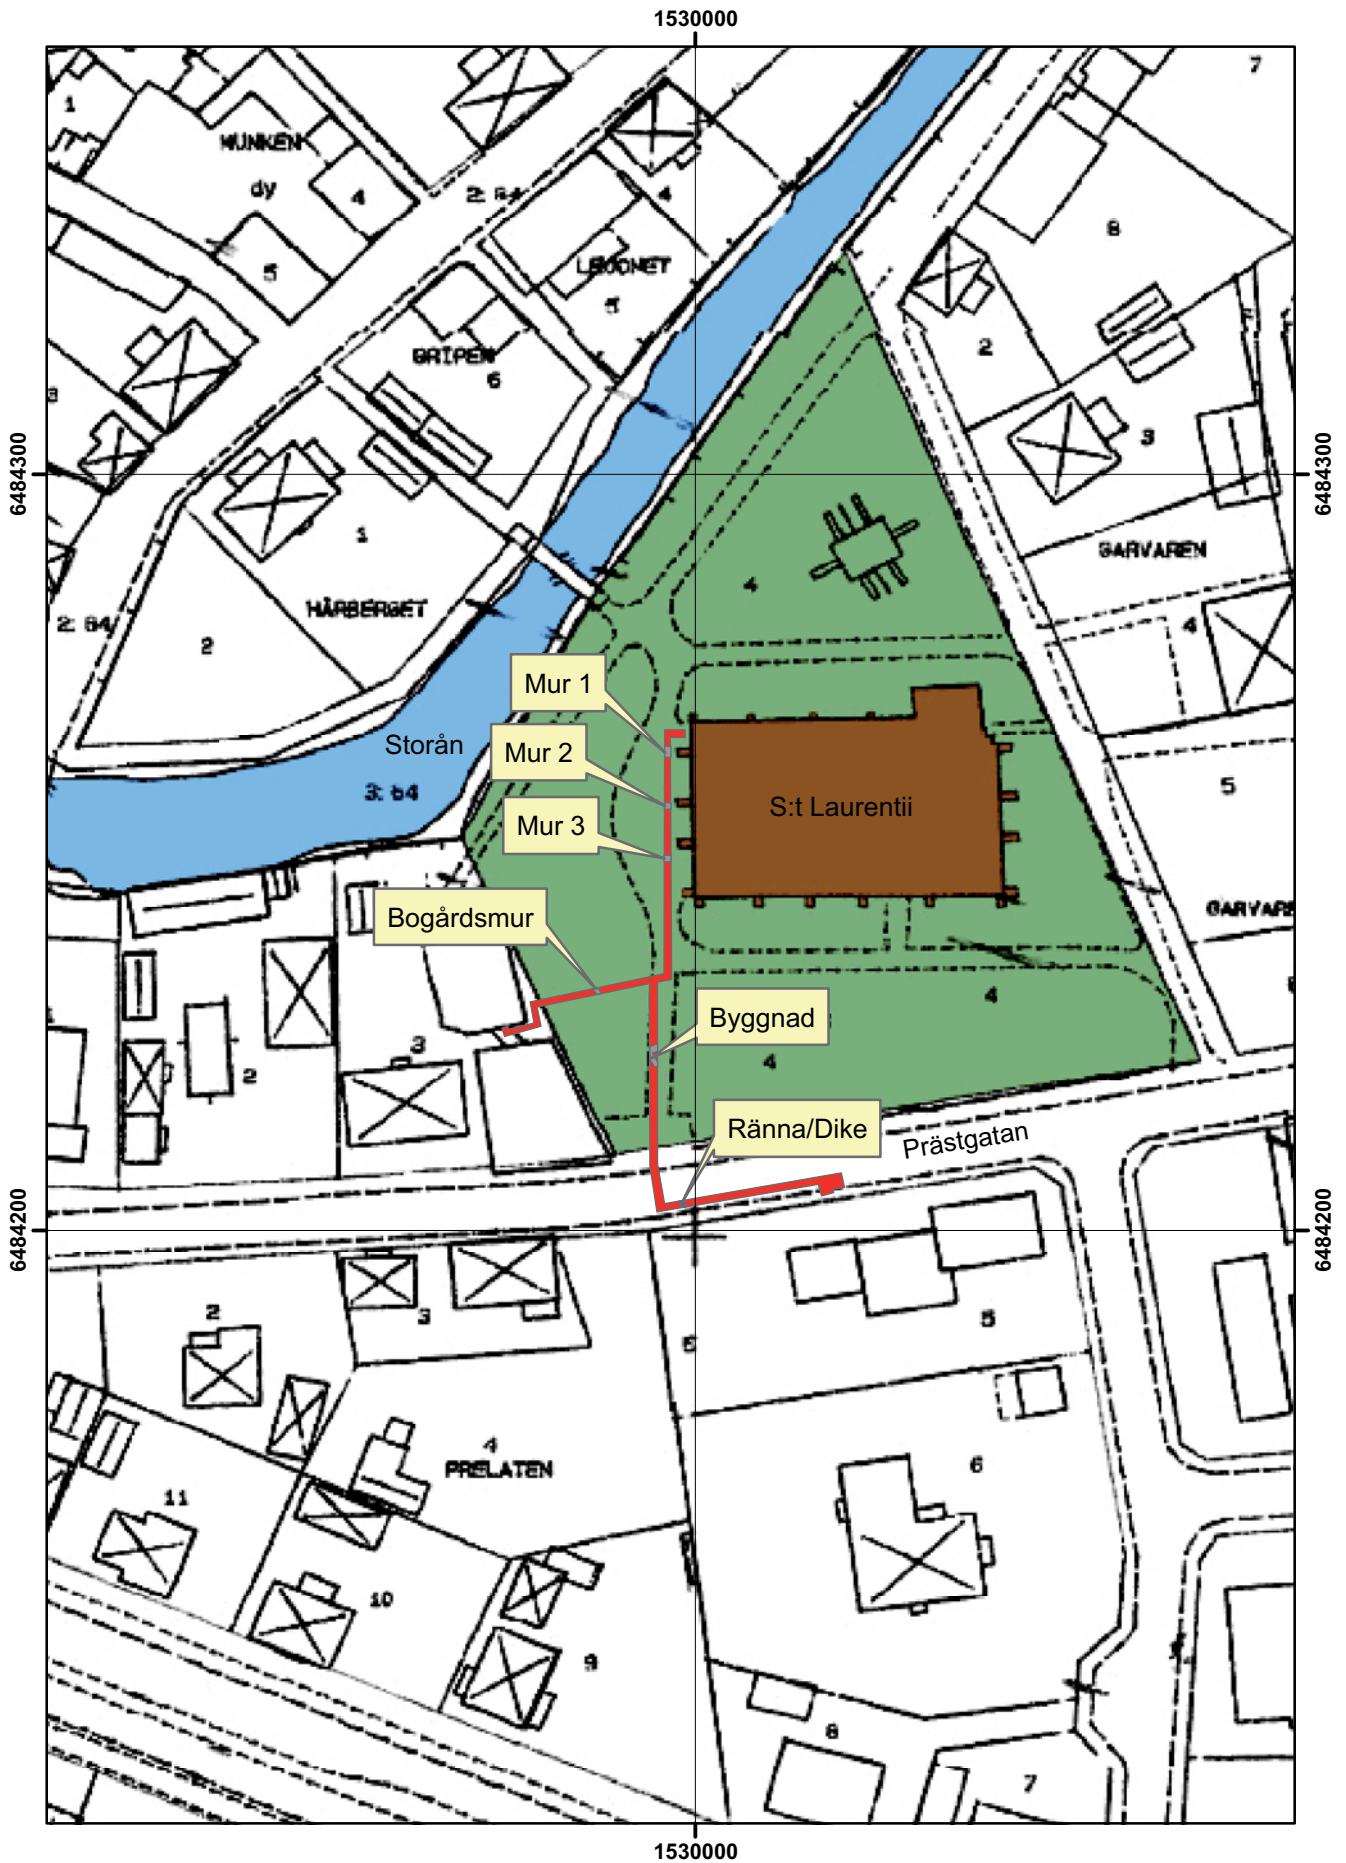 1530000
7
1
MUNKEN
dy
4
2: 64
4
8
5
LEJONET
5
GRIPEN
6
2
3
3
6484300
6484300
1
GARVAREN
4
HÄRBERGET
2: 64
4
2
Mur 1
Storån
Mur 2
5
3: 64
S:t Laurentii
Mur 3
Bogårdsmur
4
Byggnad
3
2
4
Ränna/Dike
Prästgatan
6484200
6484200
2
3
5
4
PRELATEN
6
11
10
9
8
7
1530000